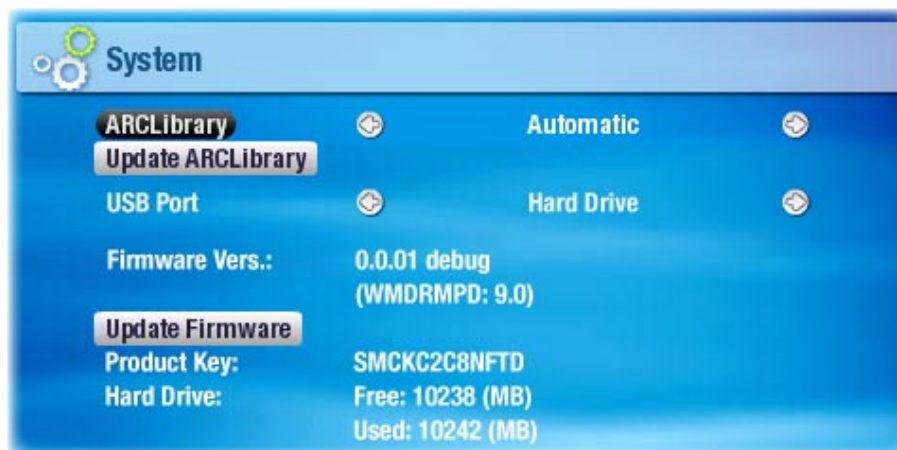 System
ARCLibrary Automatic
Update ARCLibrary
USB Port Hard Drive
Firmware Vers.: 0.0.01 debug
(WMDRMPD: 9.0)
Update Firmware
Product Key: SMCKC2C8NFTD
Hard Drive: Free: 10238 (MB)
Used: 10242 (MB)